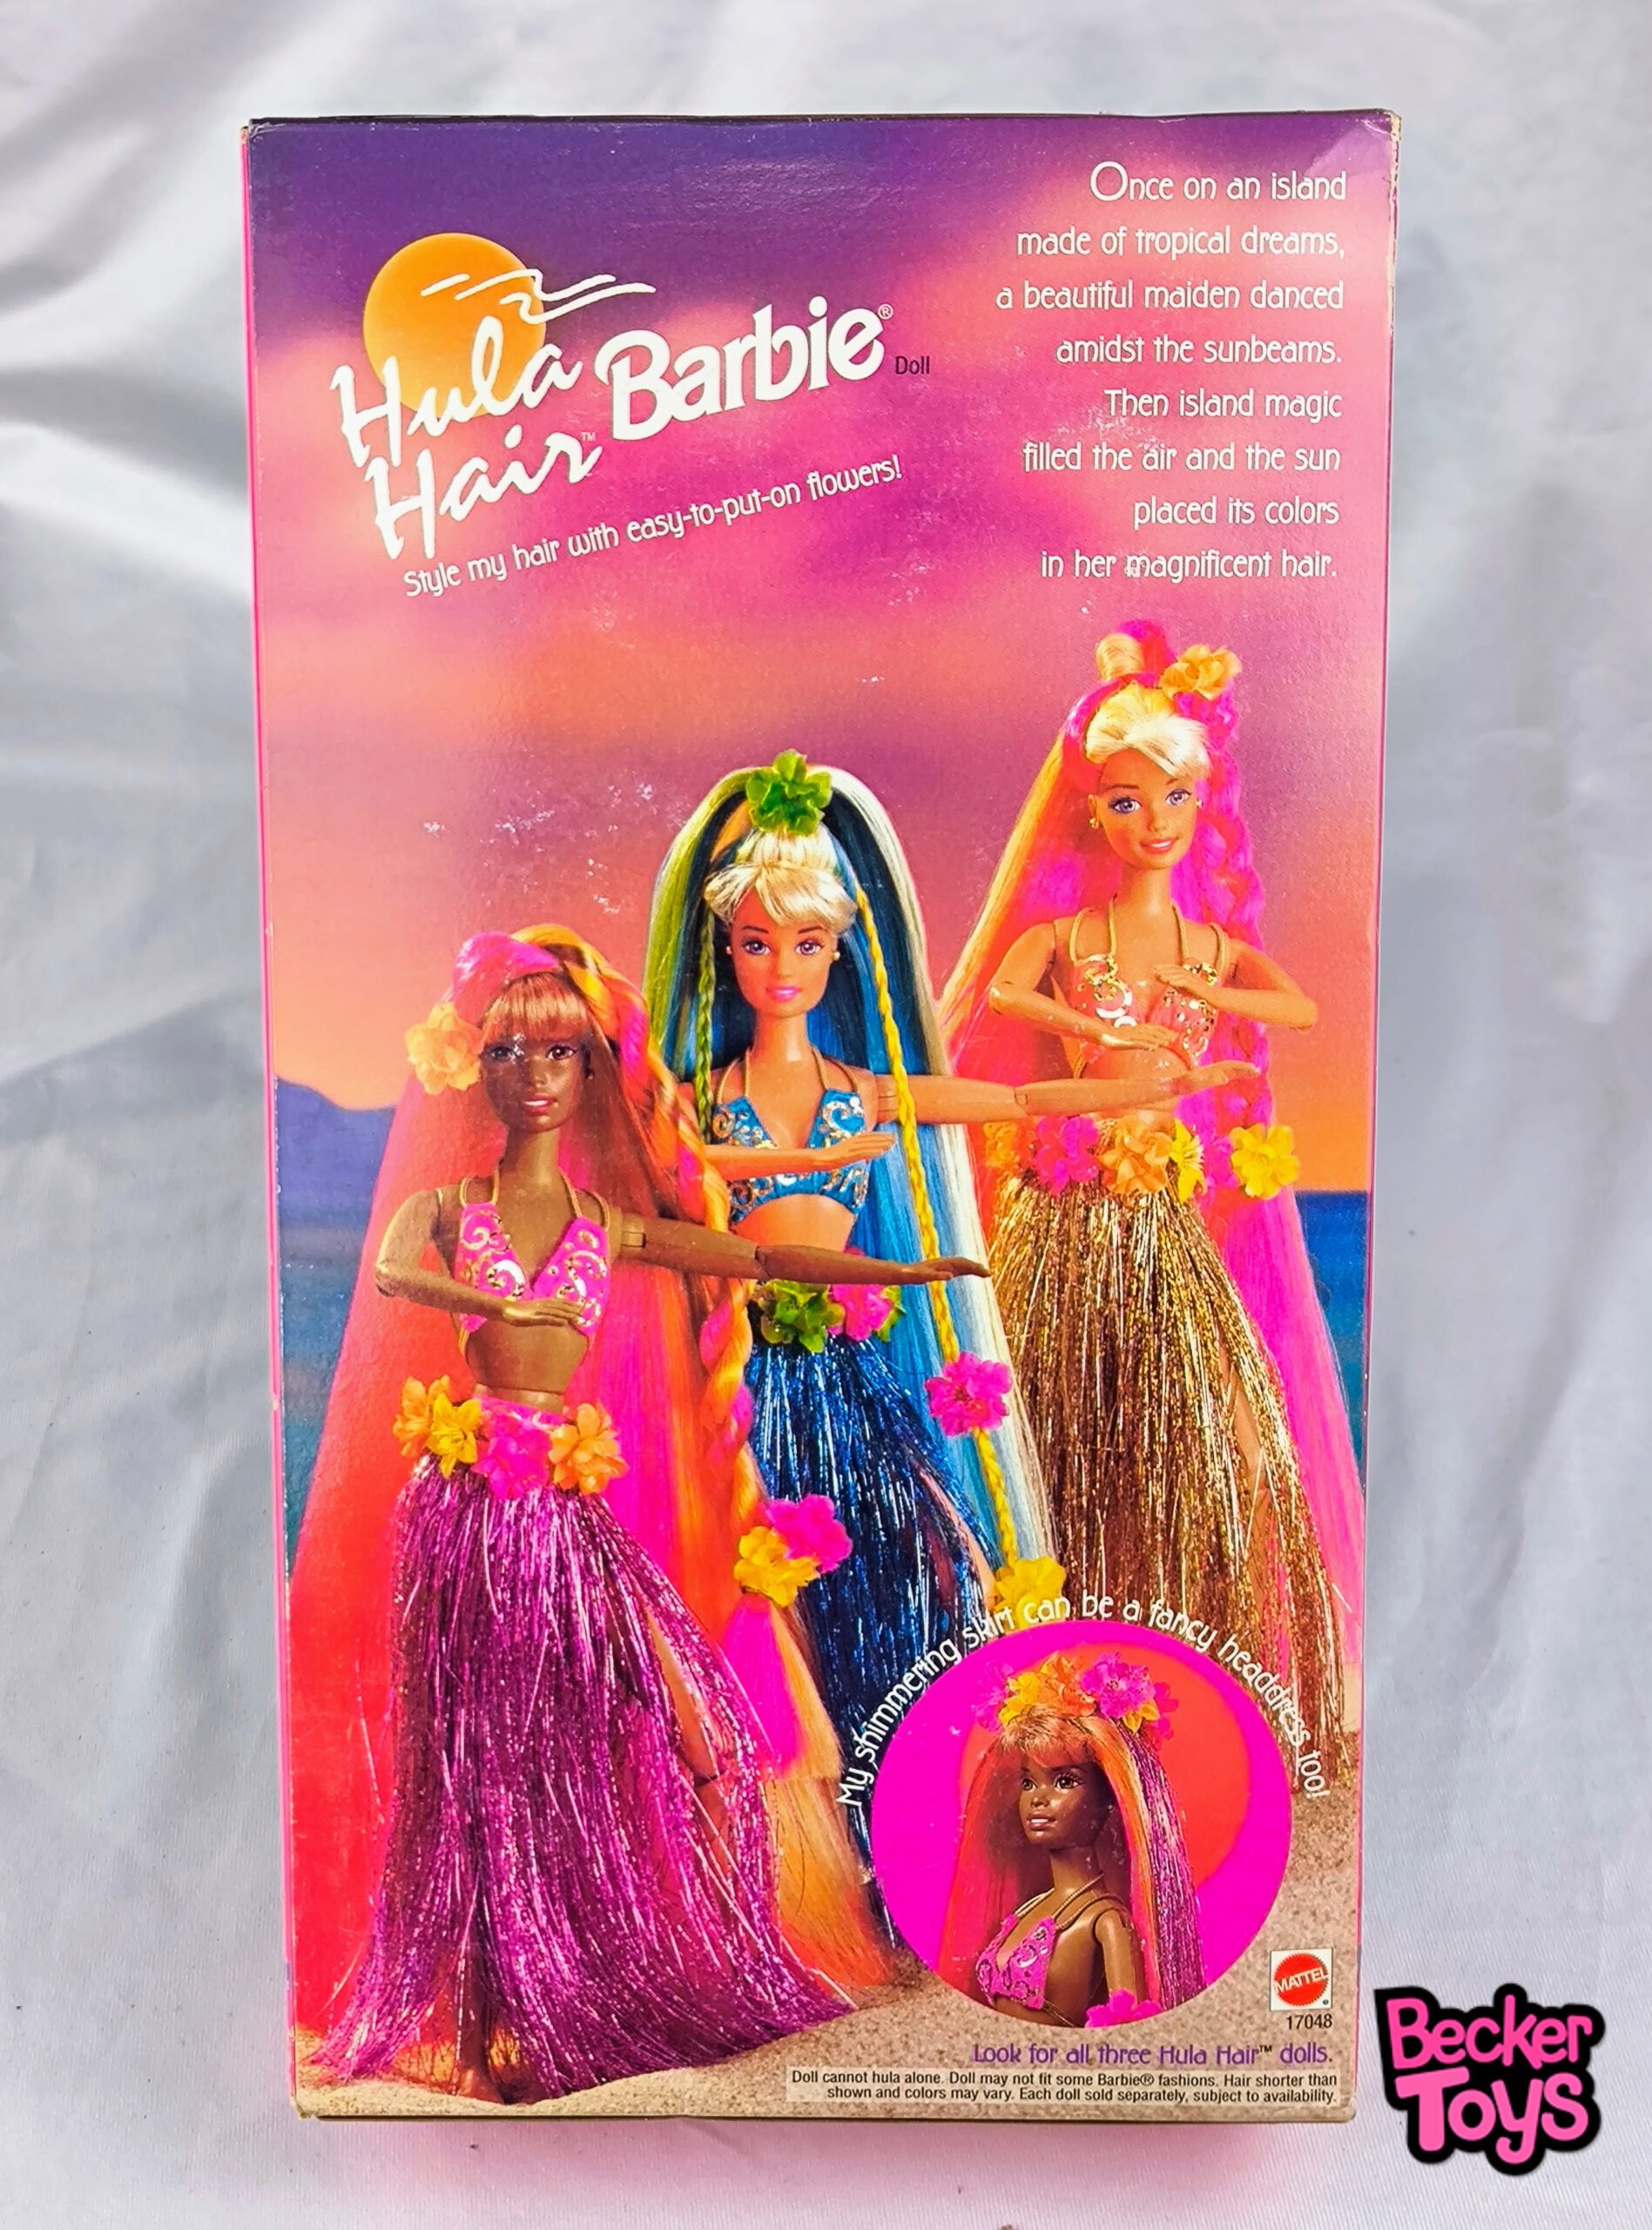 Once on an island
made of tropical dreams,
a beautiful maiden danced
amidst the sunbeams.
Then island magic
filled the air and the sun
placed its colors
in her magnificent hair.
Hula
Hair™
Barbie®
Doll
Style my hair with easy-to-put-on flowers!
My shimmering skirt can be a fancy headdress too!
MATTEL
®
17048
Look for all three Hula Hair™ dolls.
Doll cannot hula alone. Doll may not fit some Barbie® fashions. Hair shorter than
shown and colors may vary. Each doll sold separately, subject to availability.
Becker
Toys